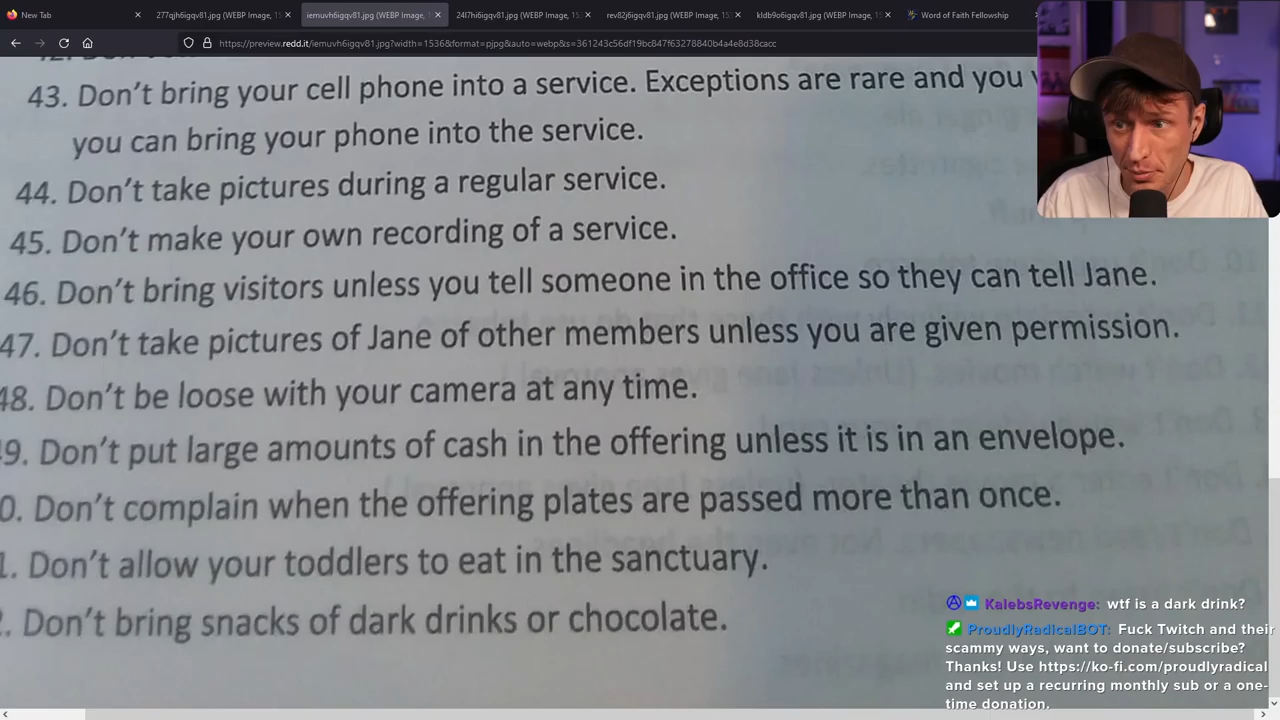 New Tab
277qjh6igqv81.jpg (WEBP Image, 15
iemuvh6igqv81.jpg (WEBP Image, 1
24l7hi6igqv81.jpg (WEBP Image, 153
rev82j6igqv81.jpg (WEBP Image, 153
kldb9o6igqv81.jpg (WEBP Image, 153
Word of Faith Fellowship
https://preview.redd.it/iemuvh6igqv81.jpg?width=1536&format=pjpg&auto=webp&s=361243c56df19bc847f63278840b4a4e8d38cacc
43. Don't bring your cell phone into a service. Exceptions are rare and you
you can bring your phone into the service.
44. Don't take pictures during a regular service.
45. Don't make your own recording of a service.
46. Don't bring visitors unless you tell someone in the office so they can tell Jane.
47. Don't take pictures of Jane of other members unless you are given permission.
48. Don't be loose with your camera at any time.
9. Don't put large amounts of cash in the offering unless it is in an envelope.
0. Don't complain when the offering plates are passed more than once.
1. Don't allow your toddlers to eat in the sanctuary.
. Don't bring snacks of dark drinks or chocolate.
KalebsRevenge: wtf is a dark drink?
ProudlyRadicalBOT: Fuck Twitch and their
scammy ways, want to donate/subscribe?
Thanks! Use https://ko-fi.com/proudlyradical
and set up a recurring monthly sub or a one-
time donation.